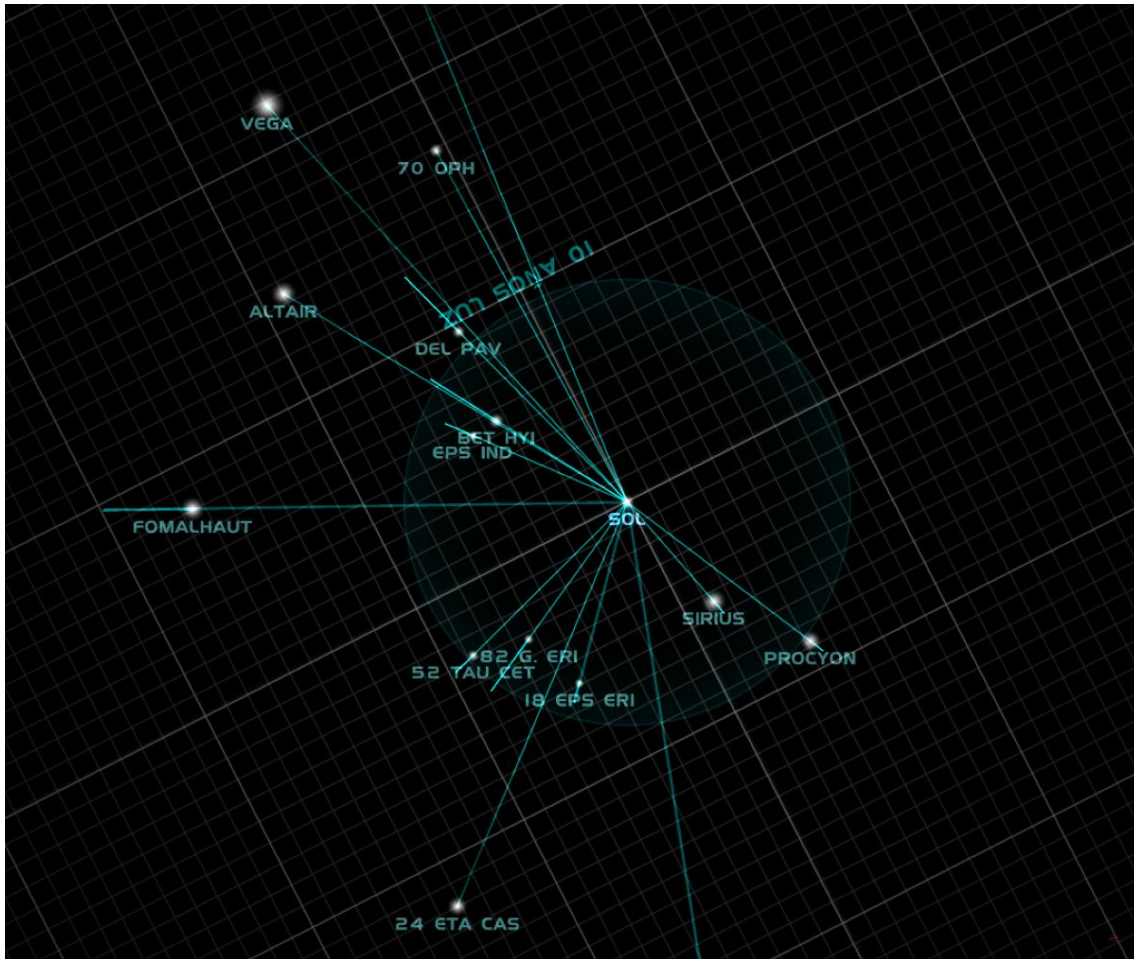 VEGA
70 OPH
10 ANOS LUZ
ALTAIR
DEL PAV
BET HYI
EPS IND
FOMALHAUT
SOL
SIRIUS
82 G. ERI
PROCYON
52 TAU CET
18 EPS ERI
24 ETA CAS